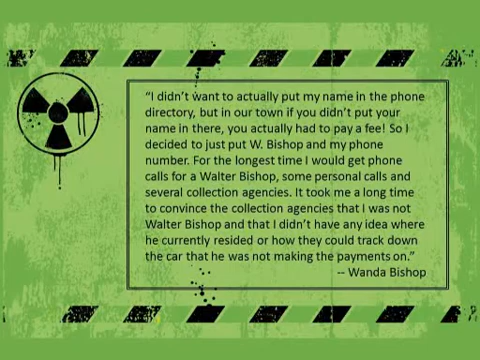 “I didn’t want to actually put my name in the phone
directory, but in our town if you didn’t put your
name in there, you actually had to pay a fee! So I
decided to just put W. Bishop and my phone
number. For the longest time I would get phone
calls for a Walter Bishop, some personal calls and
several collection agencies. It took me a long time
to convince the collection agencies that I was not
Walter Bishop and that I didn’t have any idea where
he currently resided or how they could track down
the car that he was not making the payments on.”
-- Wanda Bishop